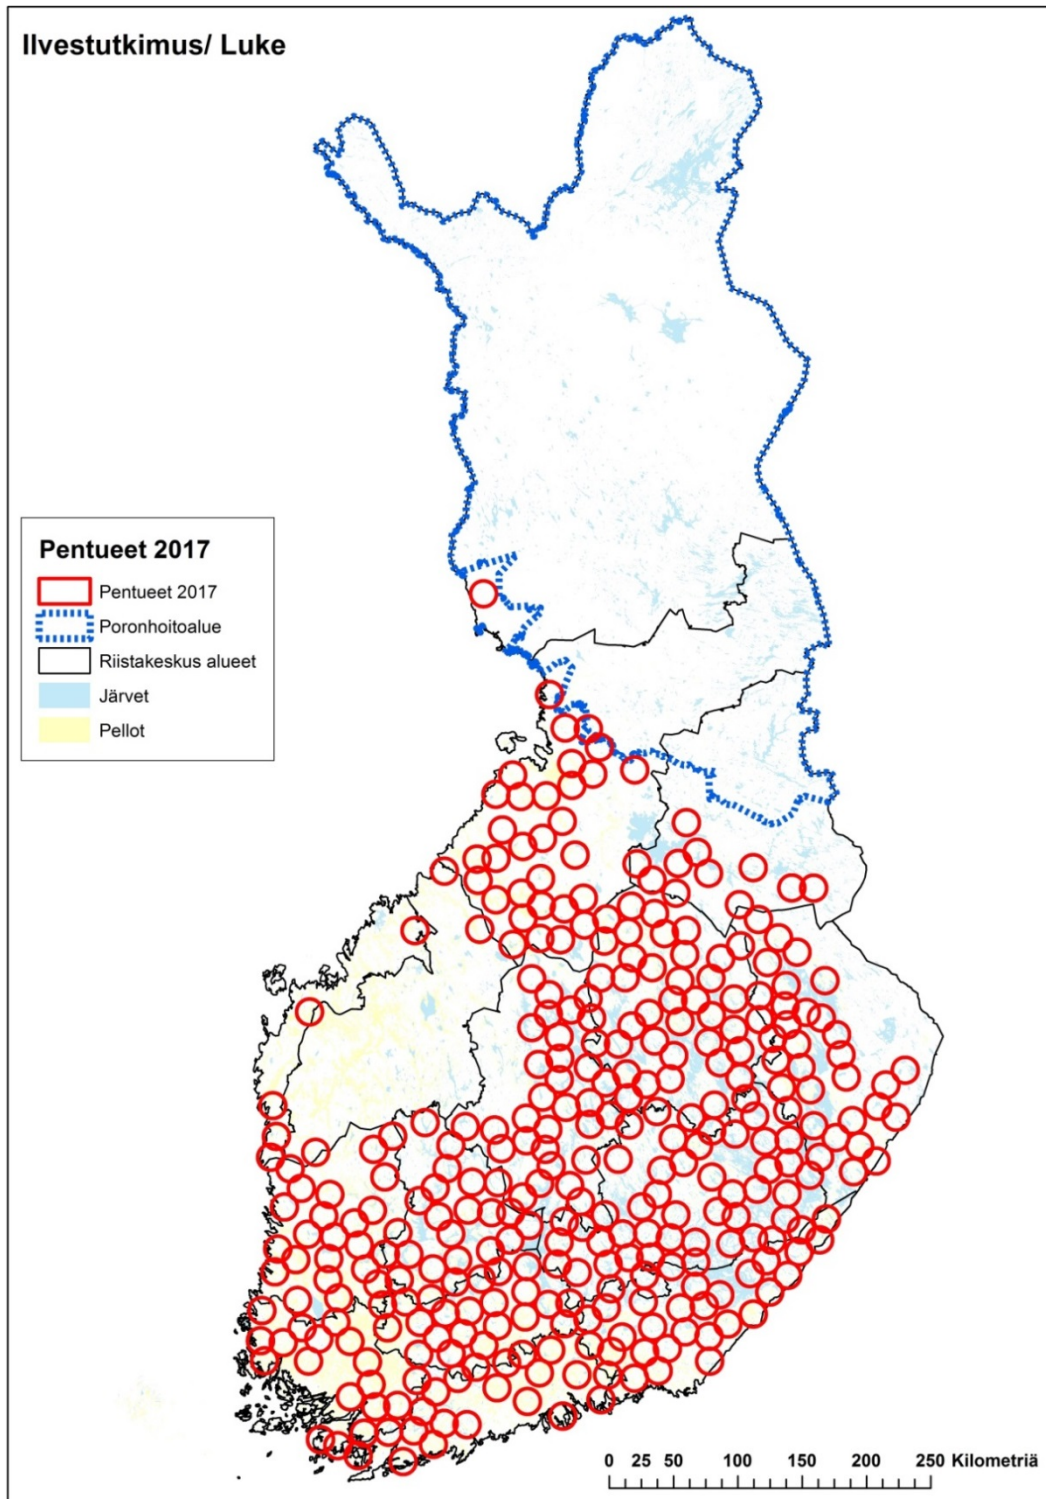 Ilvestutkimus/ Luke
Pentueet 2017
Pentueet 2017
Poronhoitoalue
Riistakeskus alueet
Järvet
Pellot
0 25 50 100 150 200 250 Kilometriä